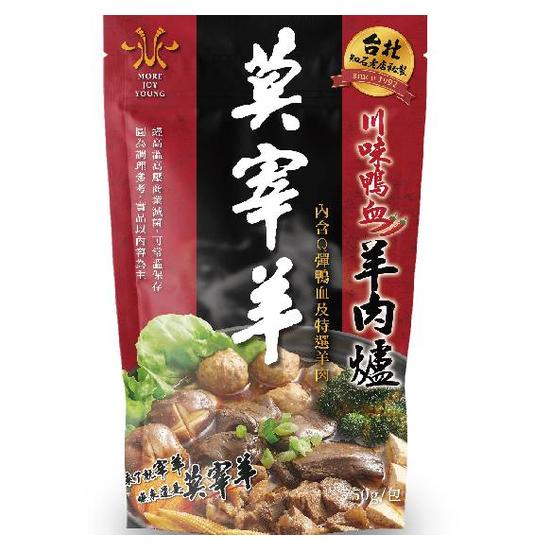 MORE
JOY
YOUNG
莫宰羊
台北
知名老店秘製
since 1992
川味鴨血
羊肉爐
內含Q彈鴨血及特選羊肉
經高溫高壓商業滅菌，可常溫保存
圖為調理參考，實品以內容為主
莫宰羊
750g/包